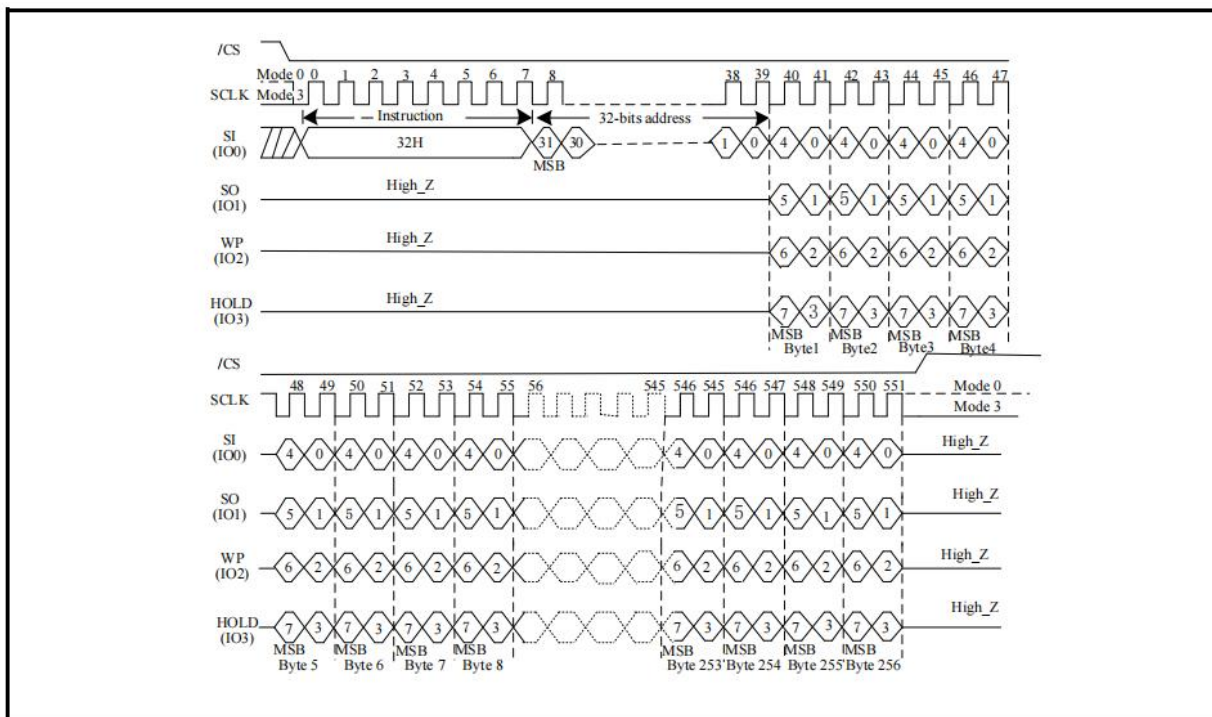 /CS
Mode 0 0 1 2 3 4 5 6 7 8 38 39 40 41 42 43 44 45 46 47
SCLK Mode 3
Instruction 32-bits address
SI
(IO0) 32H 31 30 1 0 4 0 4 0 4 0 4 0
MSB
SO
(IO1) High_Z 5 1 5 1 5 1 5 1
WP
(IO2) High_Z 6 2 6 2 6 2 6 2
HOLD
(IO3) High_Z 7 3 7 3 7 3 7 3
MSB MSB MSB MSB
Byte1 Byte2 Byte3 Byte4
/CS
48 49 50 51 52 53 54 55 56 545 546 545 546 547 548 549 550 551 Mode 0
SCLK Mode 3
SI
(IO0) 4 0 4 0 4 0 4 0 4 0 4 0 4 0 4 0 High_Z
SO
(IO1) 5 1 5 1 5 1 5 1 5 1 5 1 5 1 5 1 High_Z
WP
(IO2) 6 2 6 2 6 2 6 2 6 2 6 2 6 2 6 2 High_Z
HOLD
(IO3) 7 3 7 3 7 3 7 3 7 3 7 3 7 3 7 3 High_Z
MSB MSB MSB MSB MSB MSB MSB MSB
Byte 5 Byte 6 Byte 7 Byte 8 Byte 253 Byte 254 Byte 255 Byte 256